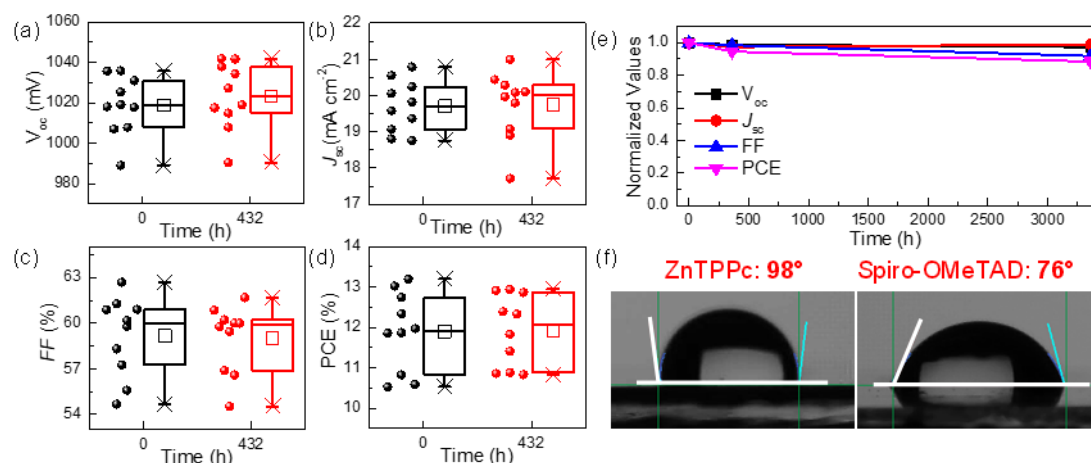 (a)
1060
1040
1020
1000
980
V_oc (mV)
0
432
Time (h)
(b)
22
21
20
19
18
17
J_sc (mA cm⁻²)
0
432
Time (h)
(c)
63
60
57
54
FF (%)
0
432
Time (h)
(d)
14
13
12
11
10
PCE (%)
0
432
Time (h)
(e)
1.0
0.8
0.6
0.4
0.2
0.0
Normalized Values
V_oc
J_sc
FF
PCE
0
500
1000
1500
2000
2500
3000
Time (h)
(f)
ZnTPPc: 98°
Spiro-OMeTAD: 76°